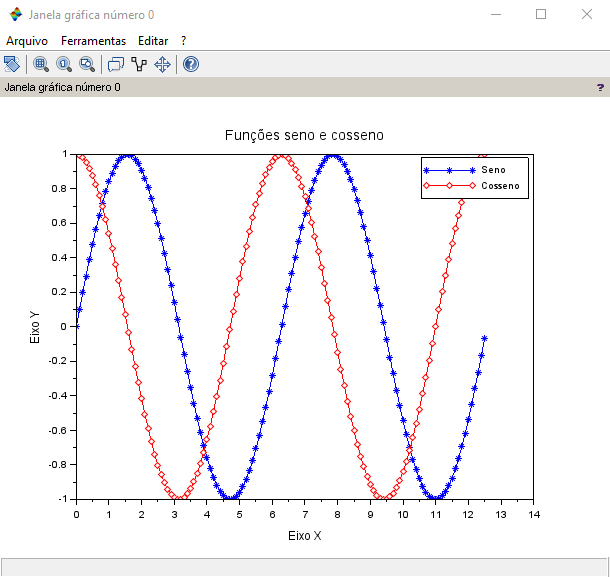 Janela gráfica número 0
Arquivo Ferramentas Editar ?
Janela gráfica número 0 ?
Funções seno e cosseno
Seno
Cosseno
1
0.8
0.6
0.4
0.2
0
-0.2
-0.4
-0.6
-0.8
-1
Eixo Y
0 1 2 3 4 5 6 7 8 9 10 11 12 13 14
Eixo X